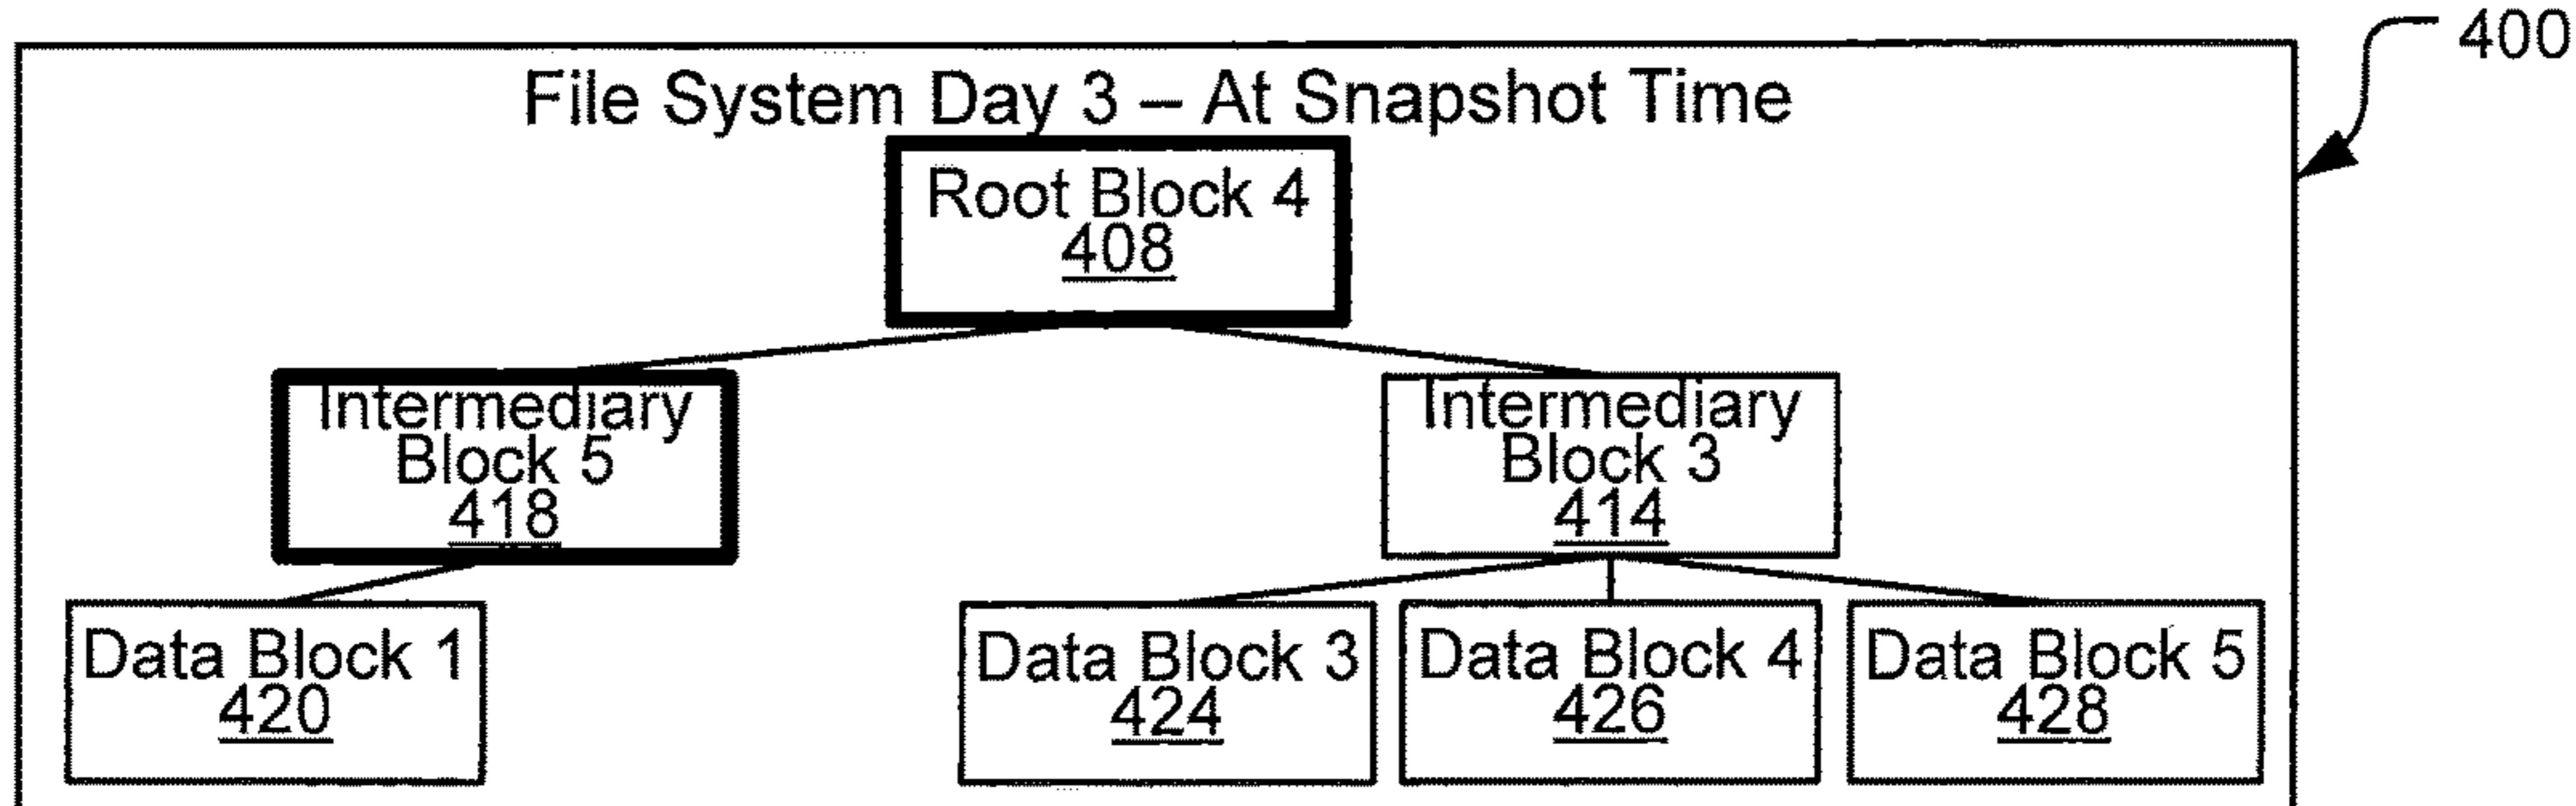 400
File System Day 3 – At Snapshot Time
Root Block 4
408
Intermediary
Block 5
418
Intermediary
Block 3
414
Data Block 1
420
Data Block 3
424
Data Block 4
426
Data Block 5
428